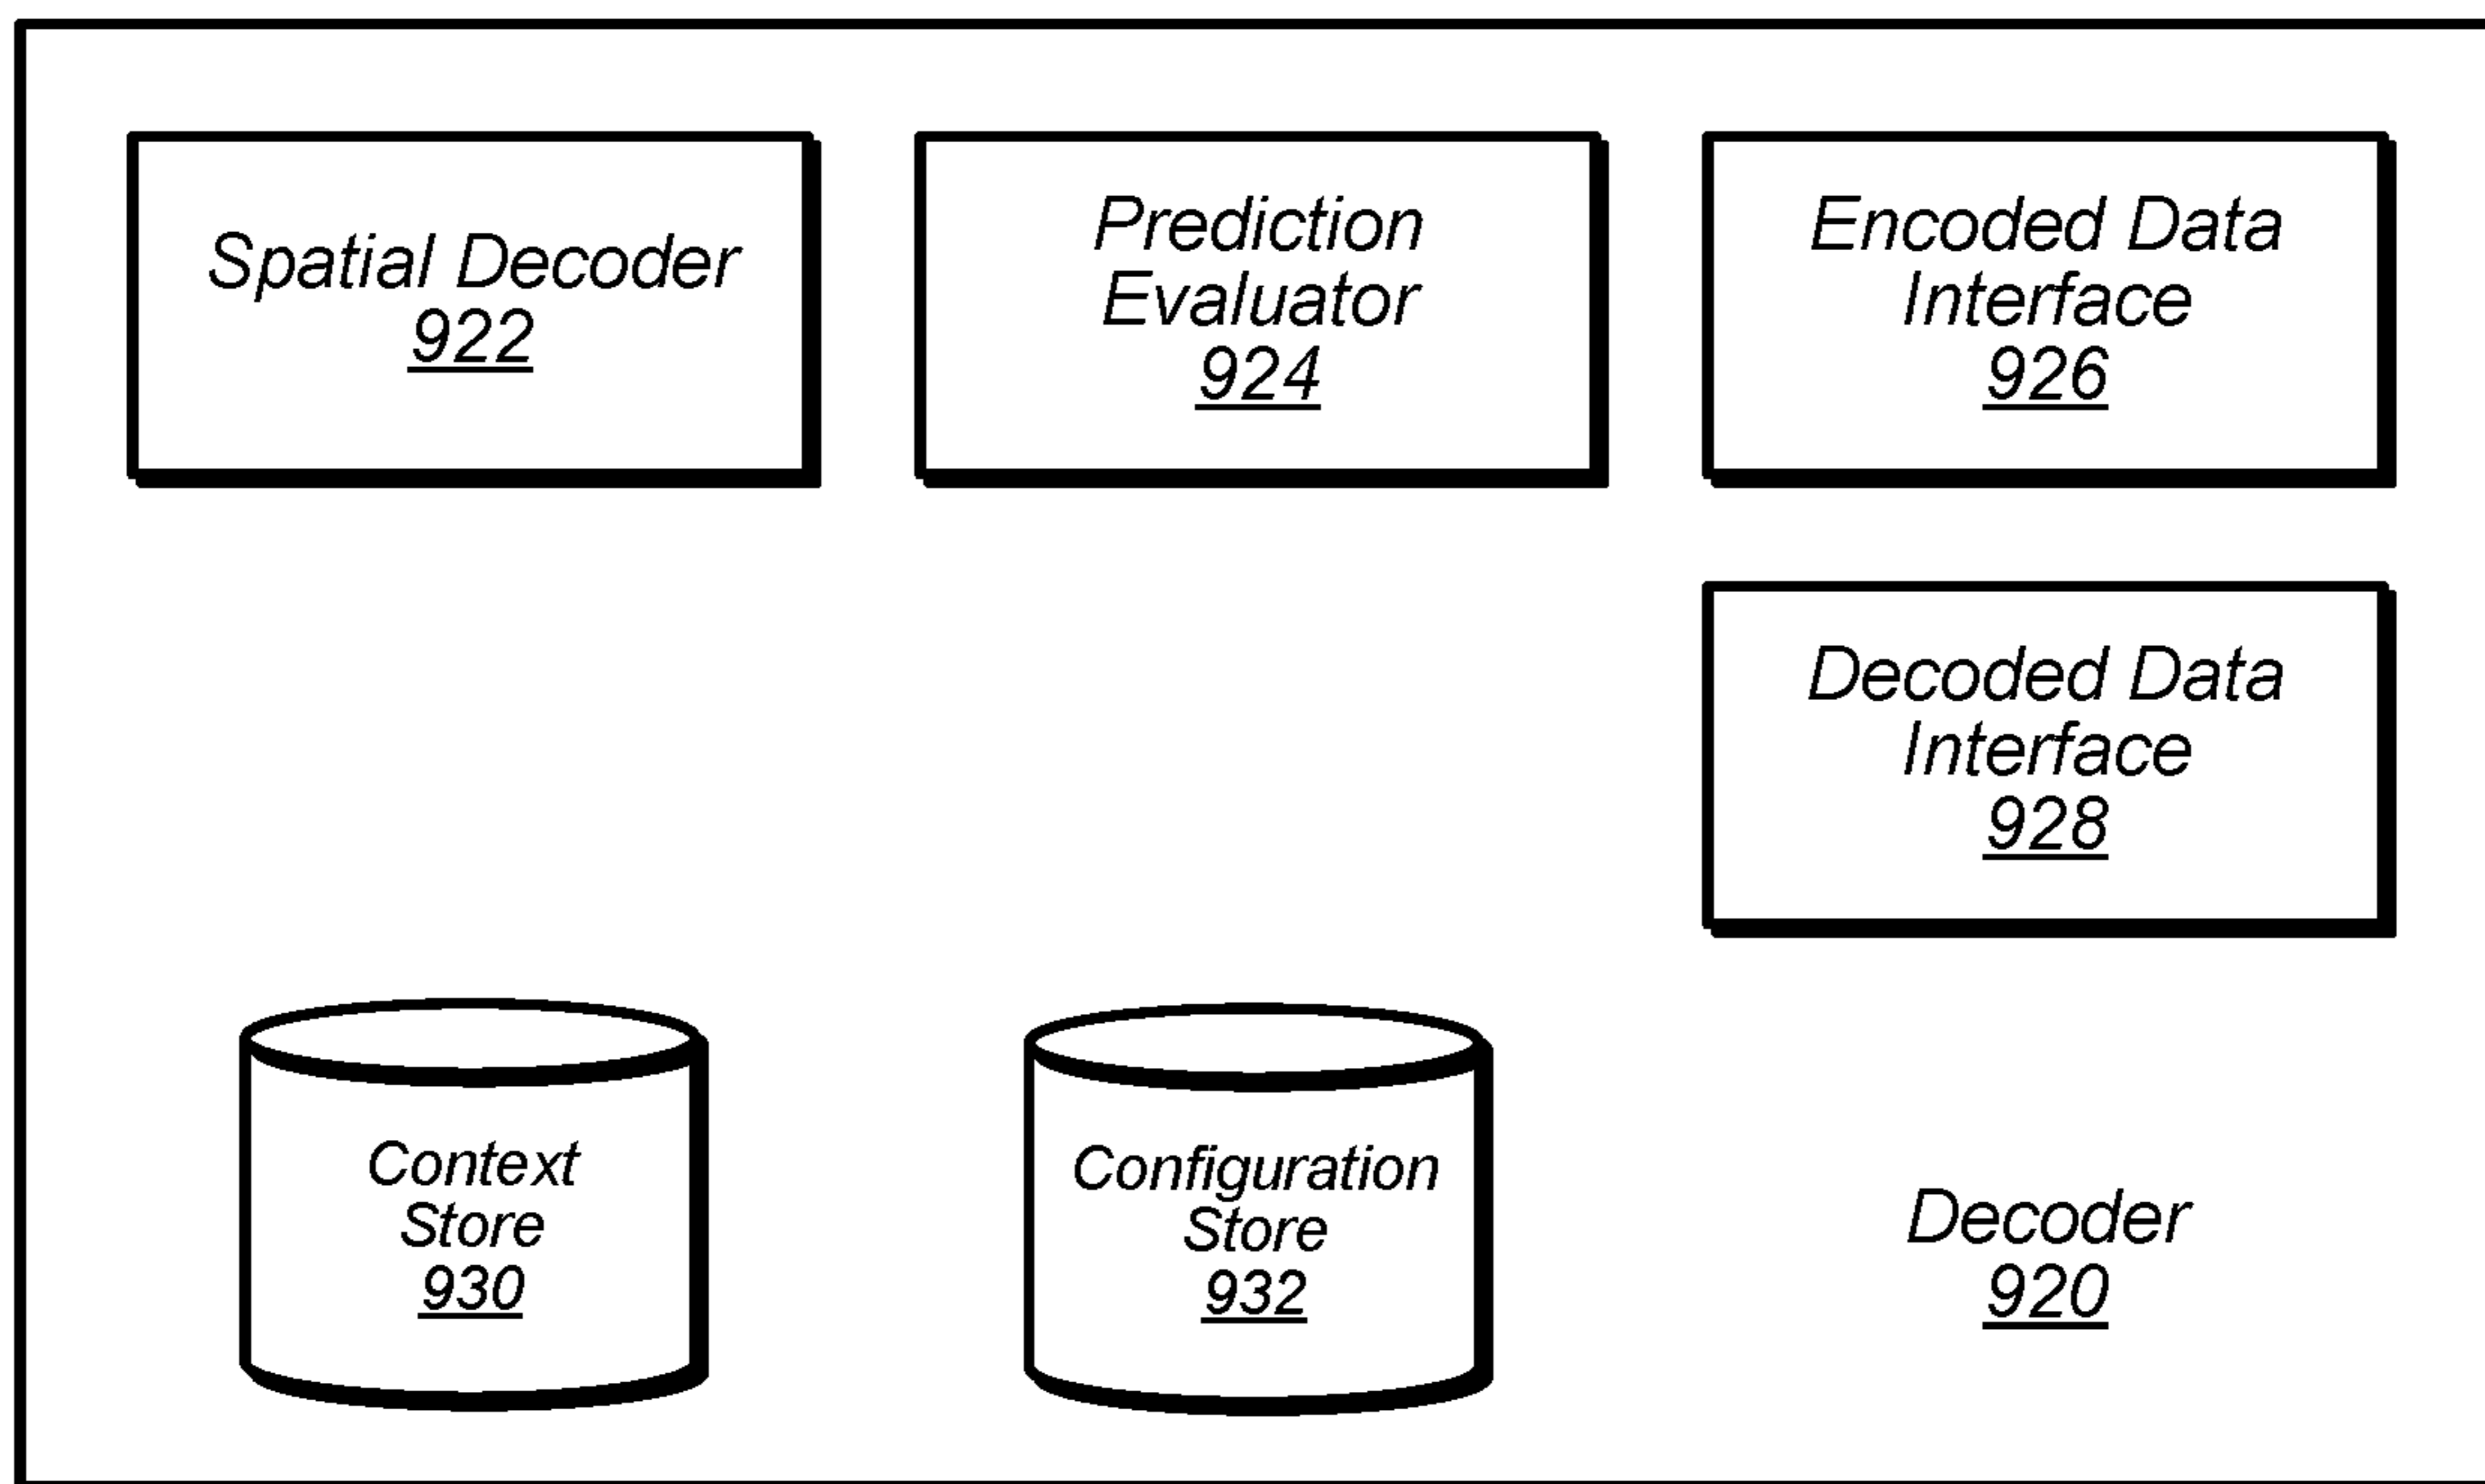 Spatial Decoder
922
Prediction
Evaluator
924
Encoded Data
Interface
926
Decoded Data
Interface
928
Context
Store
930
Configuration
Store
932
Decoder
920